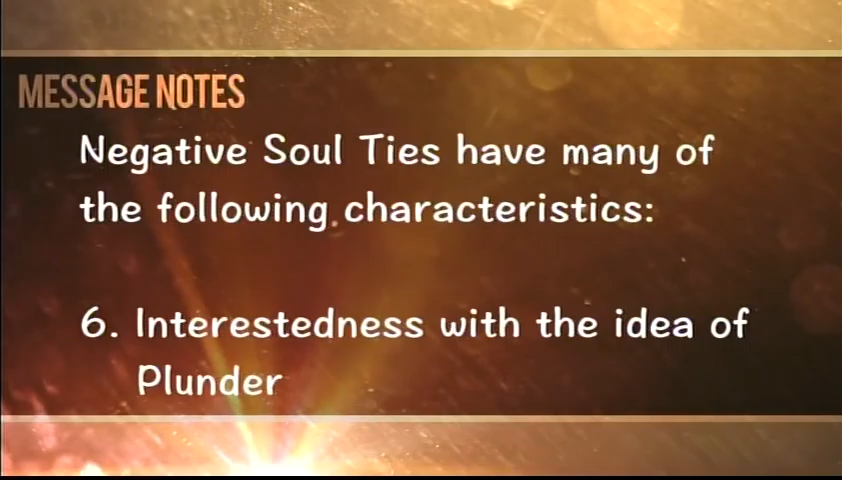 MESSAGE NOTES
Negative Soul Ties have many of
the following characteristics:
6. Interestedness with the idea of
Plunder